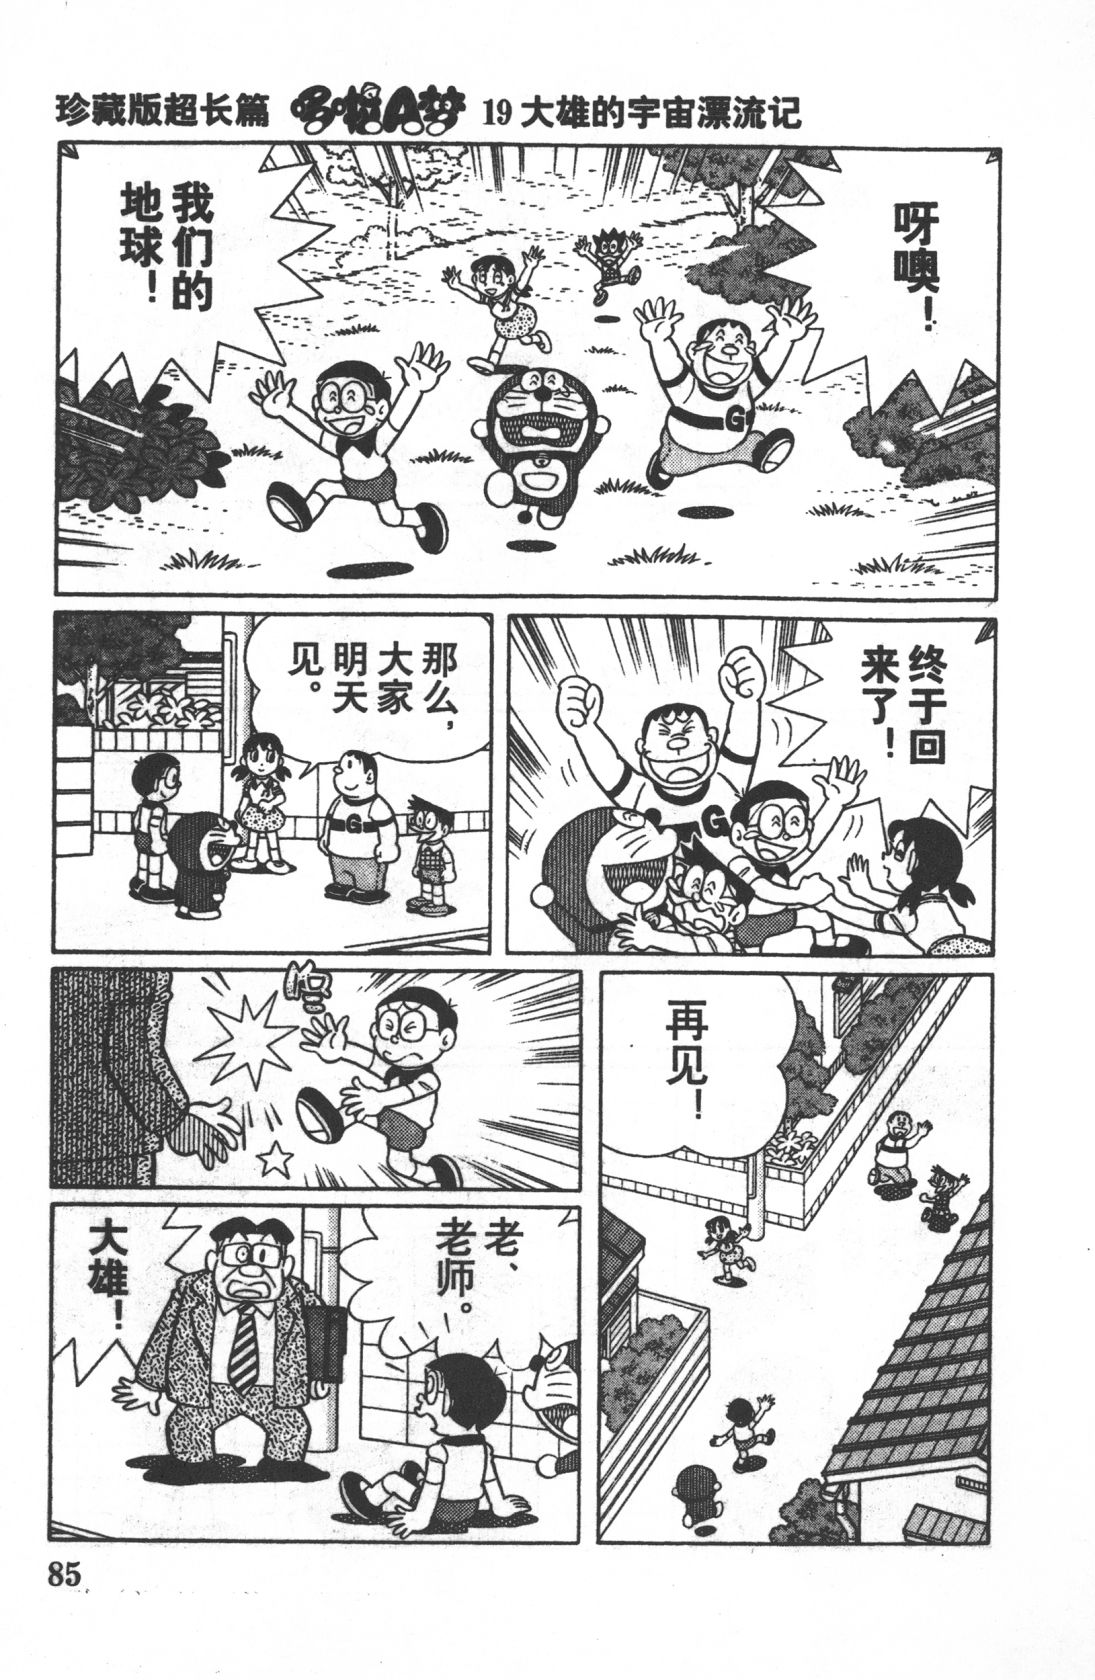 珍藏版超长篇 哆啦A梦 19 大雄的宇宙漂流记
呀噢！
我们的
地球！
终于回
来了！
那么，
大家
明天
见。
再见！
G
G
G
老、
老师。
大雄！
85